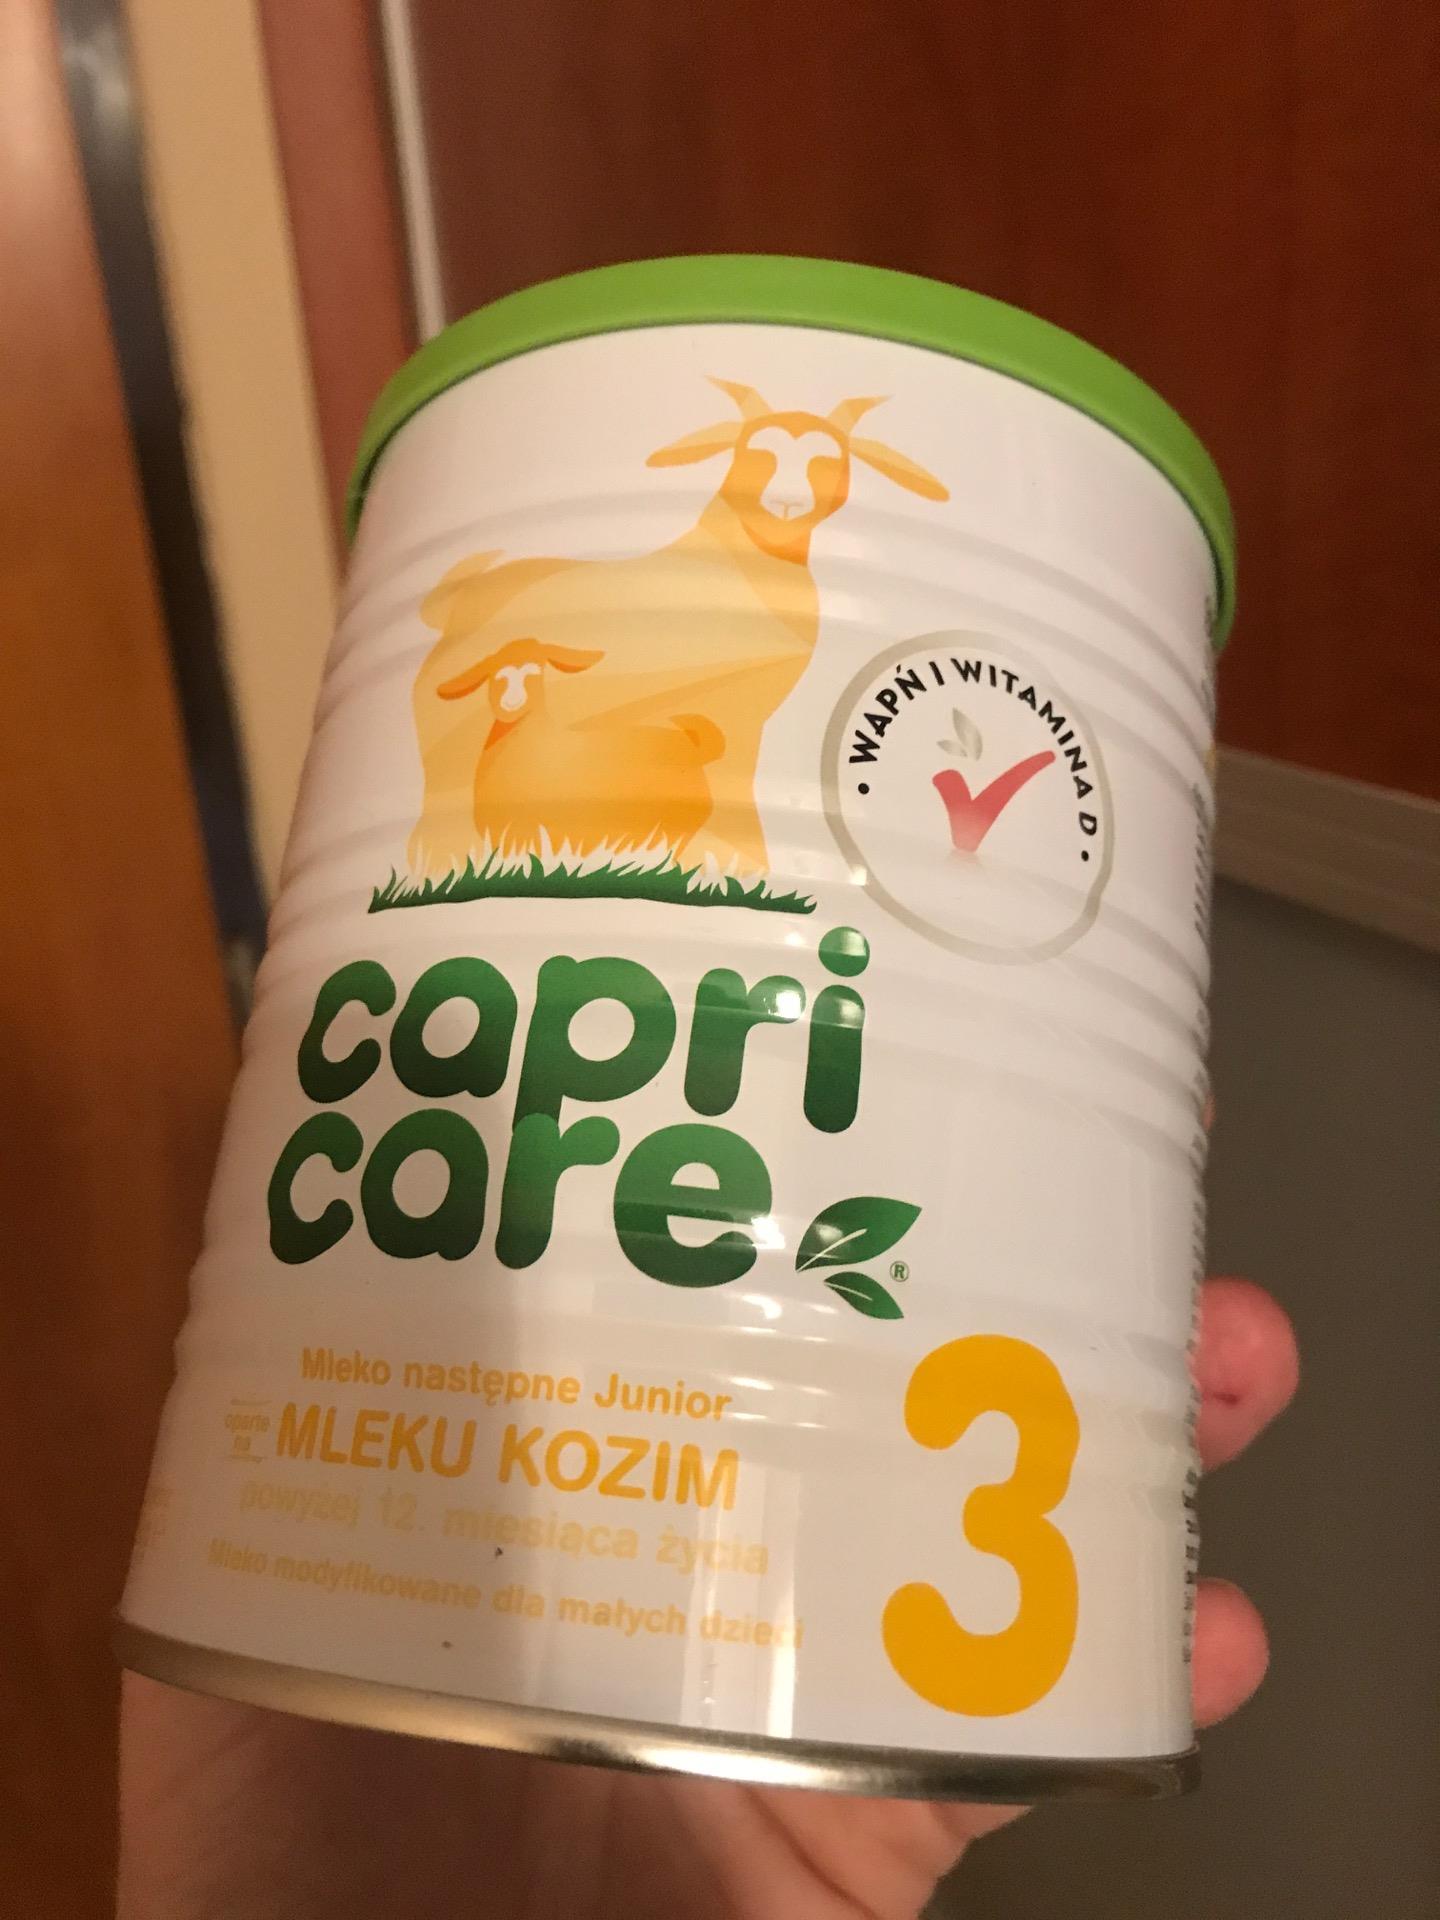 • WAPŃ I WITAMINA D •
capri
care ®
3
Mleko następne Junior
oparte
na
MLEKU KOZIM
powyżej 12. miesiąca życia
Mleko modyfikowane dla małych dzieci